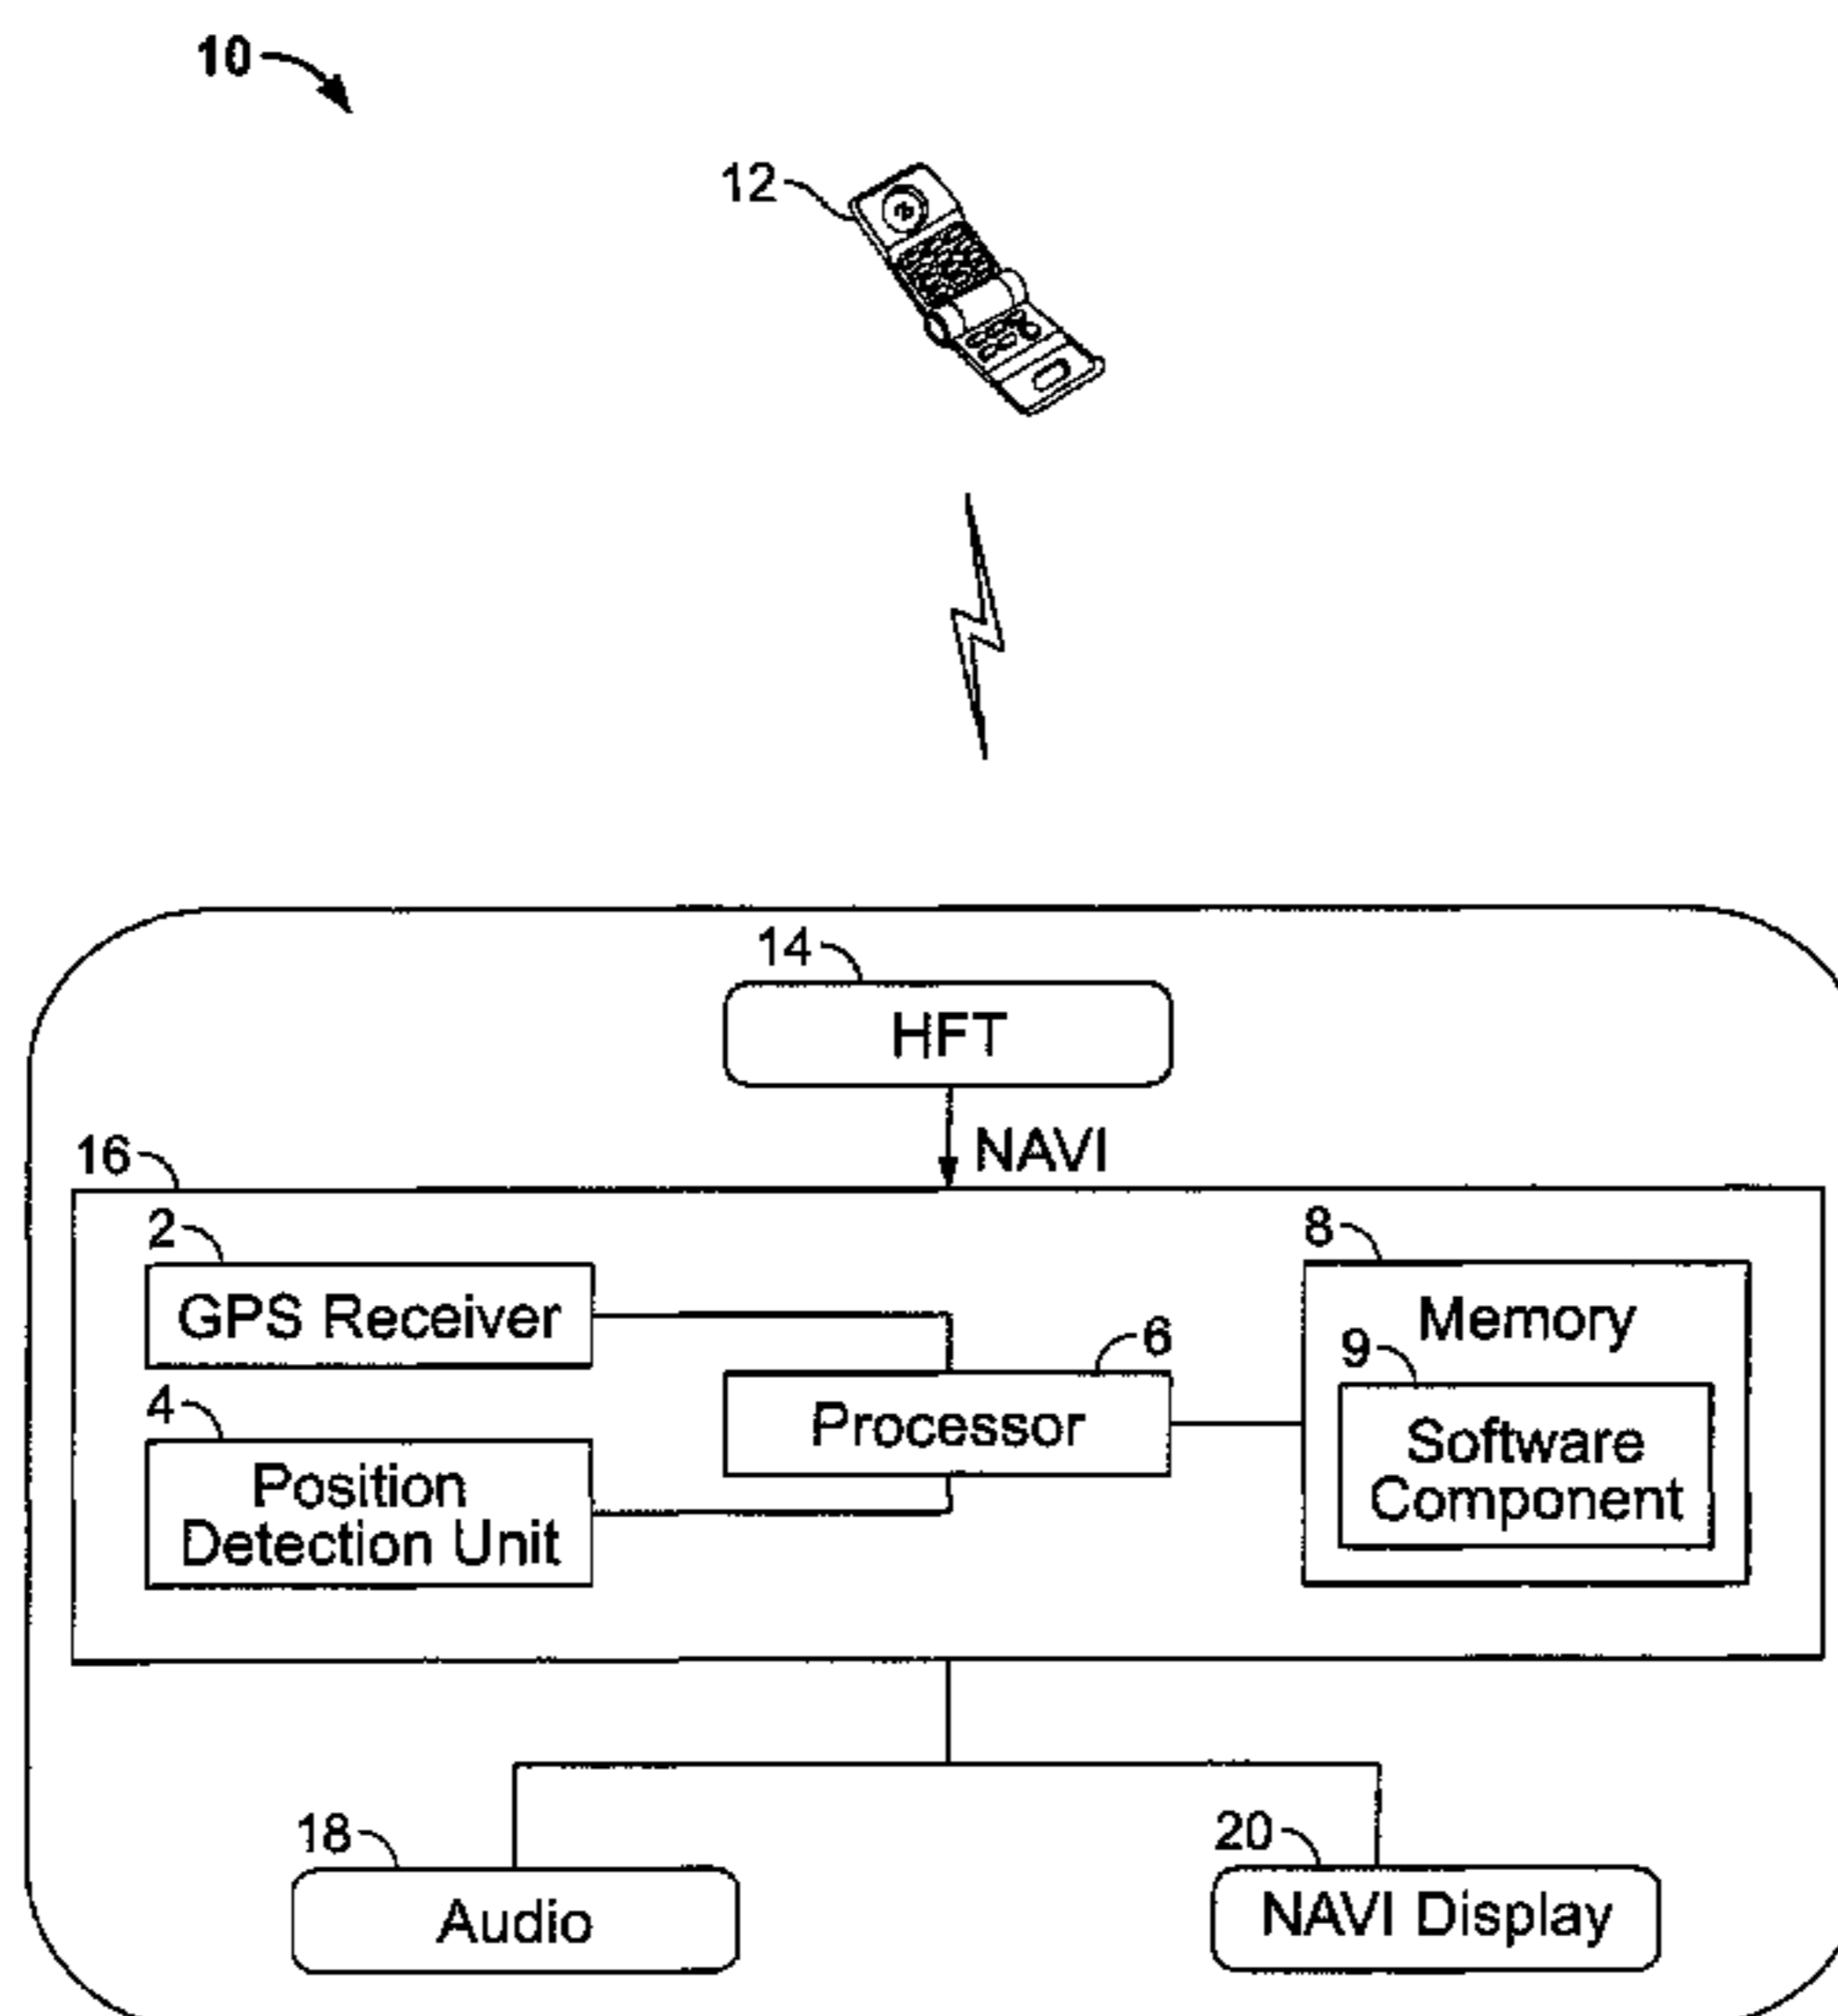 10
12
14
HFT
NAVI
16
2
GPS Receiver
4
Position
Detection Unit
6
Processor
8
Memory
9
Software
Component
18
Audio
20
NAVI Display